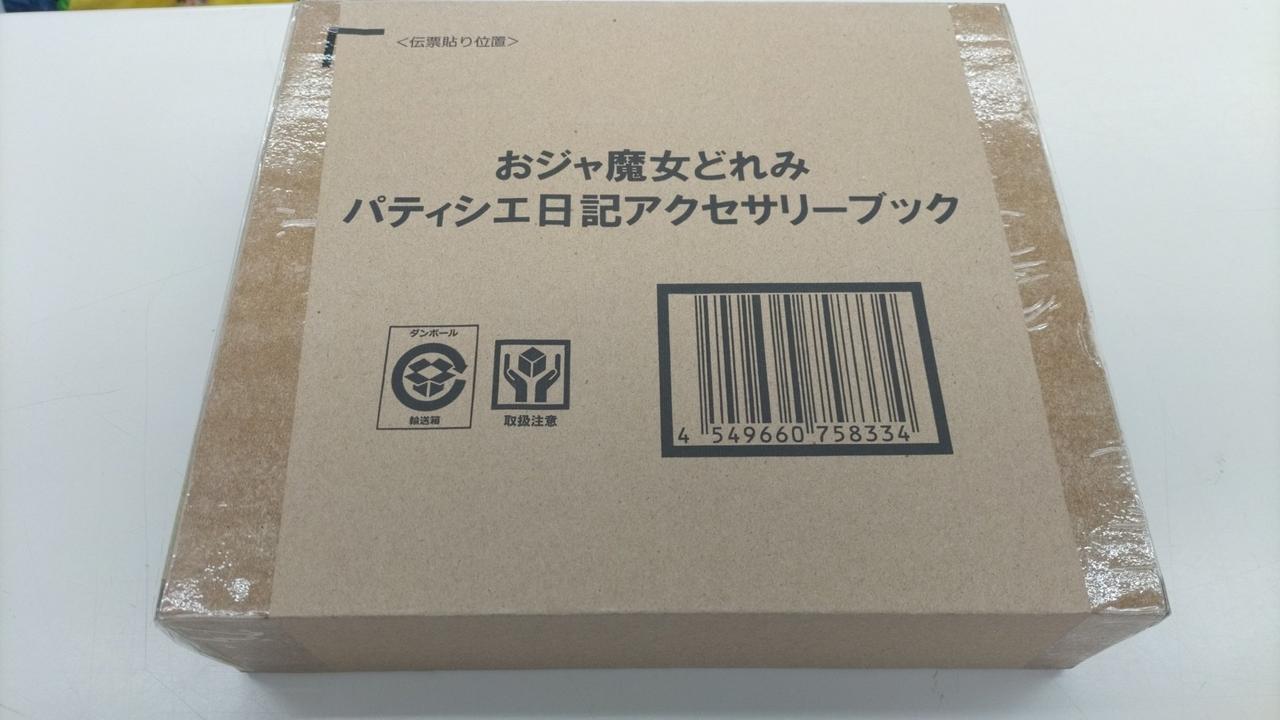 <伝票貼り位置>
おジャ魔女どれみ
パティシエ日記アクセサリーブック
ダンボール
輸送箱
取扱注意
4 549660 758334